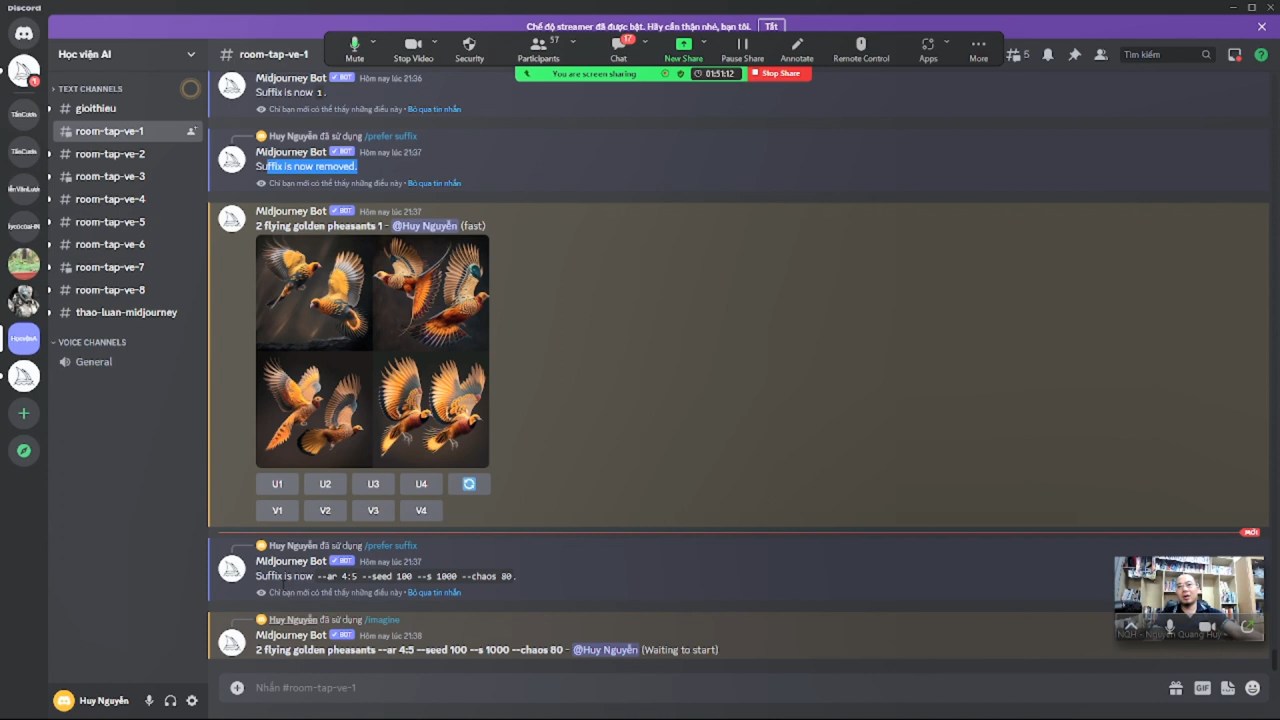 Discord
Chế độ streamer đã được bật. Hãy cẩn thận nhé, bạn tôi.
Tắt
Học viện AI
# room-tap-ve-1
Mute
Stop Video
Security
57
Participants
17
Chat
New Share
Pause Share
Annotate
Remote Control
Apps
More
5
Tìm kiếm
You are screen sharing
01:51:12
Stop Share
1
TEXT CHANNELS
# gioithieu
# room-tap-ve-1
# room-tap-ve-2
# room-tap-ve-3
# room-tap-ve-4
# room-tap-ve-5
# room-tap-ve-6
# room-tap-ve-7
# room-tap-ve-8
# thao-luan-midjourney
VOICE CHANNELS
General
Midjourney Bot ✓ BOT Hôm nay lúc 21:36
Suffix is now 1.
Chỉ bạn mới có thể thấy những điều này • Bỏ qua tin nhắn
Huy Nguyễn đã sử dụng /prefer suffix
Midjourney Bot ✓ BOT Hôm nay lúc 21:37
Suffix is now removed.
Chỉ bạn mới có thể thấy những điều này • Bỏ qua tin nhắn
Midjourney Bot ✓ BOT Hôm nay lúc 21:37
2 flying golden pheasants 1 - @Huy Nguyễn (fast)
U1
U2
U3
U4
V1
V2
V3
V4
MỚI
Huy Nguyễn đã sử dụng /prefer suffix
Midjourney Bot ✓ BOT Hôm nay lúc 21:37
Suffix is now --ar 4:5 --seed 100 --s 1000 --chaos 80.
Chỉ bạn mới có thể thấy những điều này • Bỏ qua tin nhắn
Huy Nguyễn đã sử dụng /imagine
Midjourney Bot ✓ BOT Hôm nay lúc 21:38
2 flying golden pheasants --ar 4:5 --seed 100 --s 1000 --chaos 80 - @Huy Nguyễn (Waiting to start)
NQH - Nguyen Quang Huy -
Huy Nguyễn
Nhắn #room-tap-ve-1
GIF